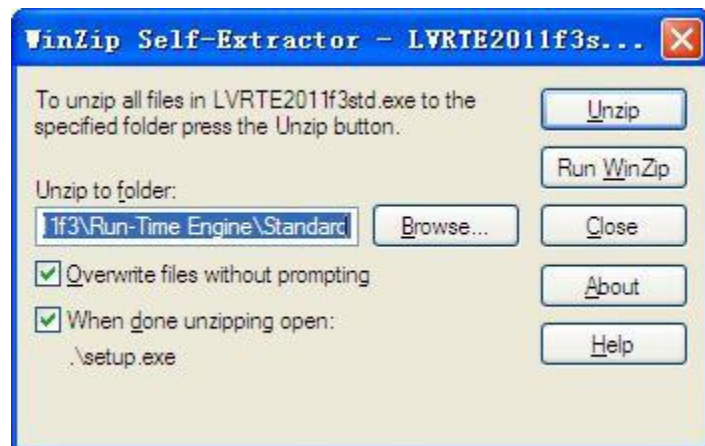 WinZip Self-Extractor - LVRTE2011f3s...
To unzip all files in LVRTE2011f3std.exe to the
specified folder press the Unzip button.
Unzip
Run WinZip
Unzip to folder:
1f3\Run-Time Engine\Standard
Browse...
Close
Overwrite files without prompting
About
When done unzipping open:
.\setup.exe
Help